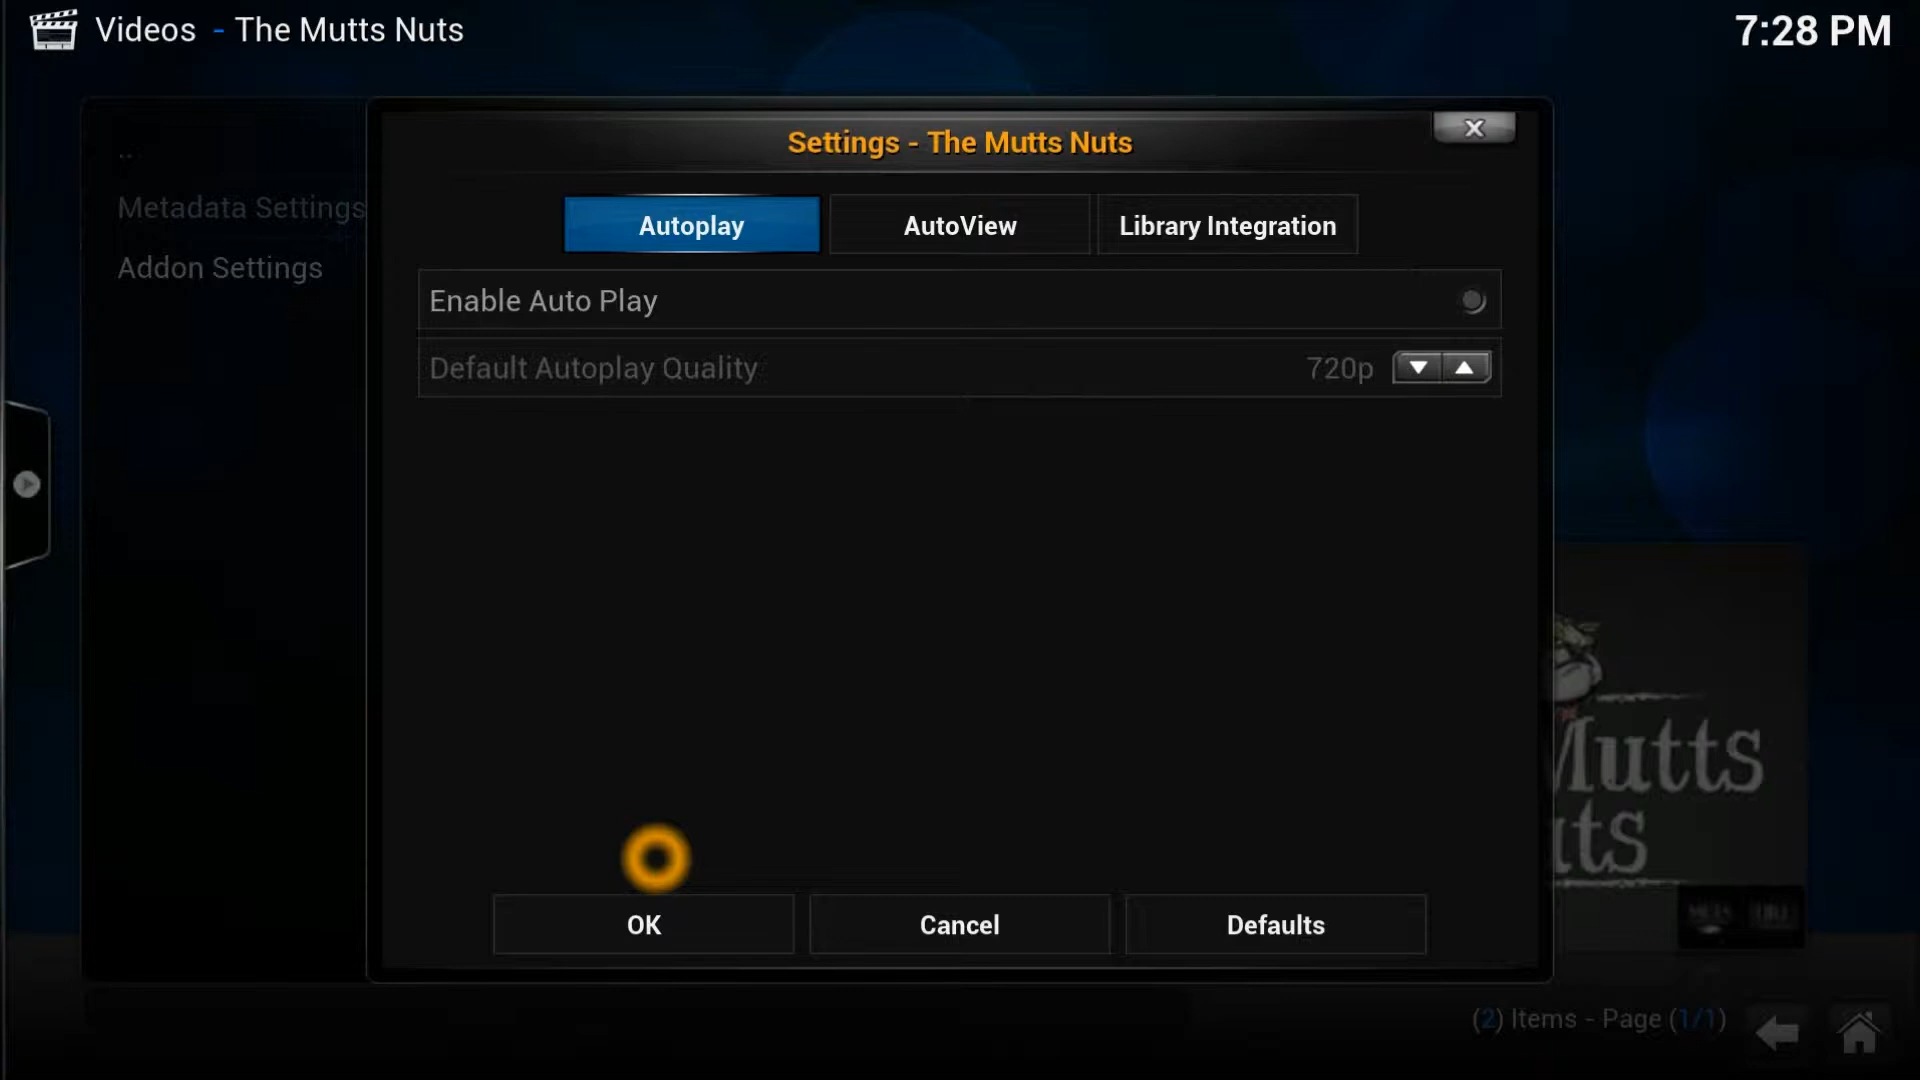 Videos - The Mutts Nuts
7:28 PM
Settings - The Mutts Nuts
..
Metadata Settings
Addon Settings
Autoplay
AutoView
Library Integration
Enable Auto Play
Default Autoplay Quality
720p
Mutts
OK
Cancel
Defaults
(2) Items - Page (1/1)